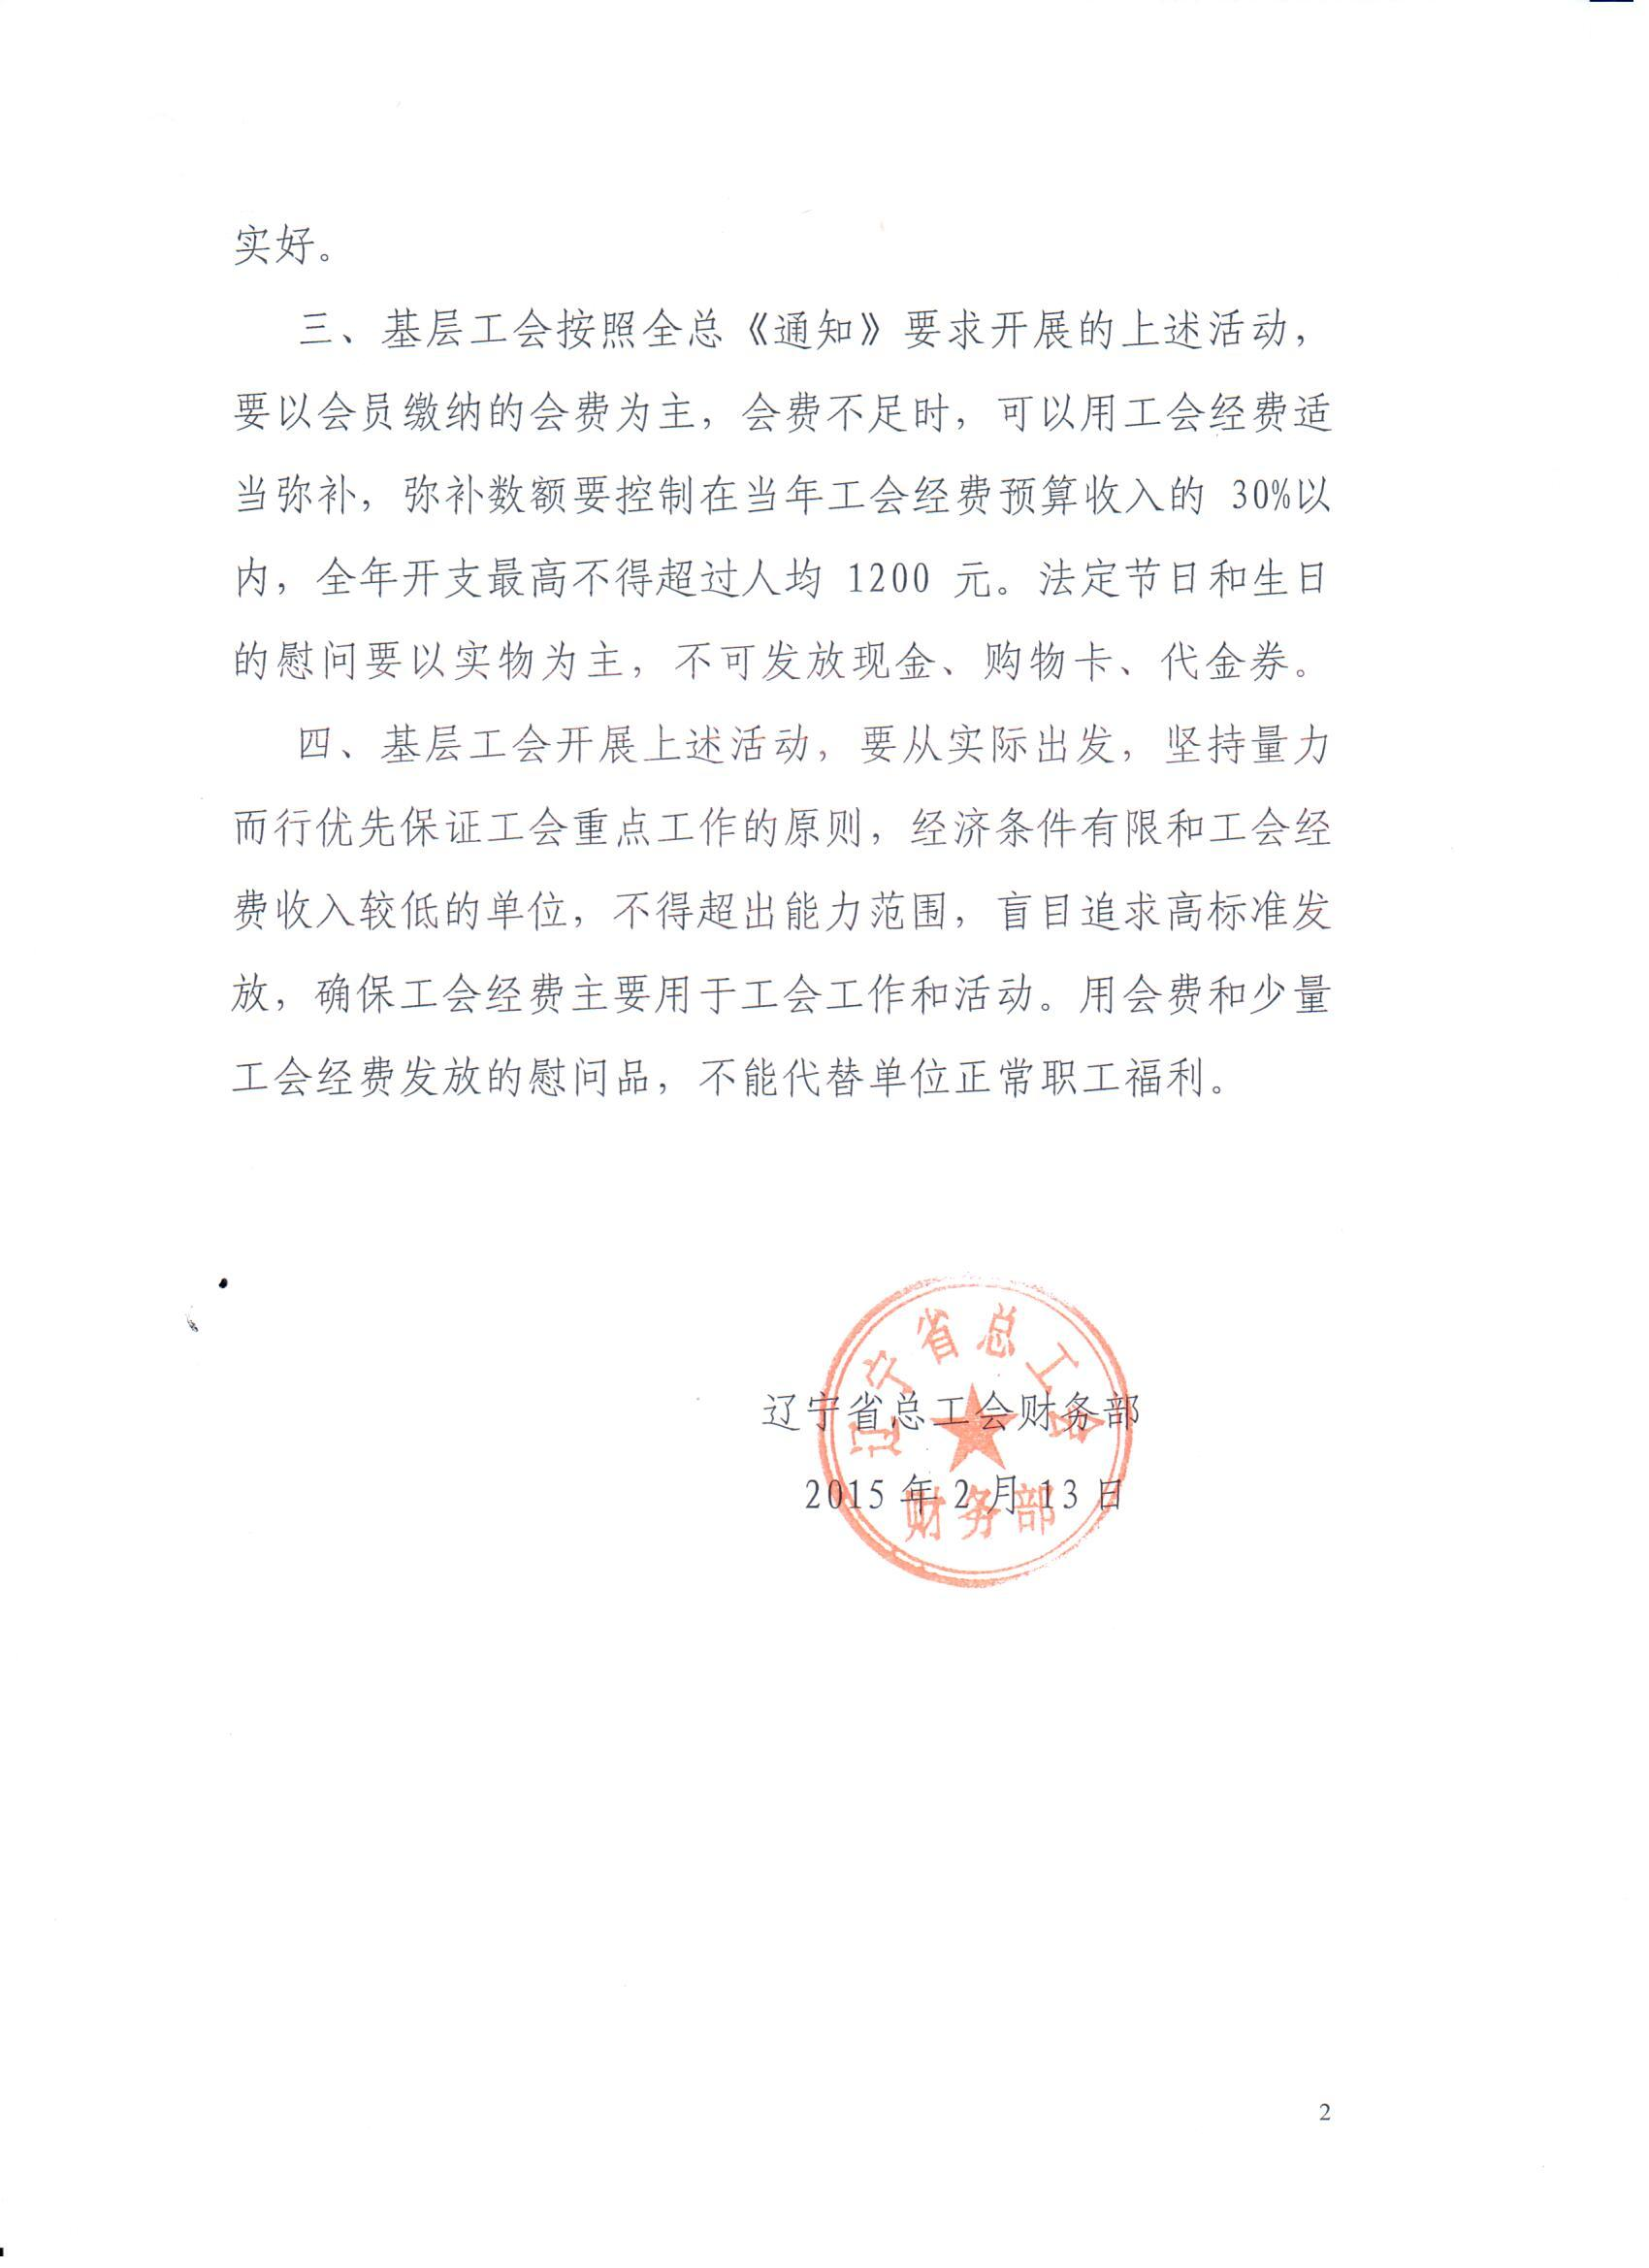 实好。
三、基层工会按照全总《通知》要求开展的上述活动，
要以会员缴纳的会费为主，会费不足时，可以用工会经费适
当弥补，弥补数额要控制在当年工会经费预算收入的 30%以
内，全年开支最高不得超过人均 1200 元。法定节日和生日
的慰问要以实物为主，不可发放现金、购物卡、代金券。
四、基层工会开展上述活动，要从实际出发，坚持量力
而行优先保证工会重点工作的原则，经济条件有限和工会经
费收入较低的单位，不得超出能力范围，盲目追求高标准发
放，确保工会经费主要用于工会工作和活动。用会费和少量
工会经费发放的慰问品，不能代替单位正常职工福利。
辽宁省总工会
辽宁省总工会财务部
2015 年 2 月 13 日
财务部
2